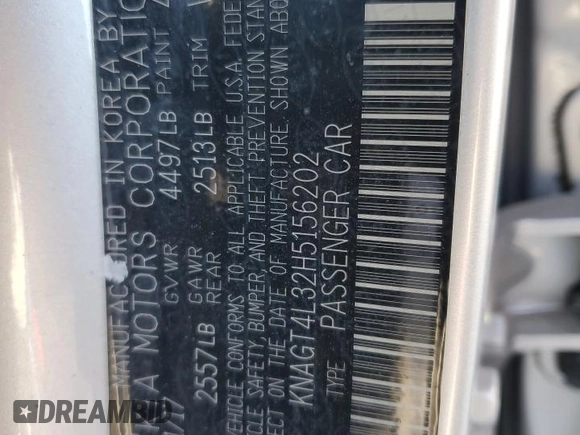 MANUFACTURED IN KOREA BY
A MOTORS CORPORATION
GVWR 4497LB PAINT
2557LB GAWR REAR 2513LB TRIM
VEHICLE CONFORMS TO ALL APPLICABLE U.S.A. FEDE
VEHICLE SAFETY, BUMPER, AND THEFT PREVENTION STAN
ECT ON THE DATE OF MANUFACTURE SHOWN ABO
KNAGT4L32H5156202
TYPE PASSENGER CAR
DREAMBID